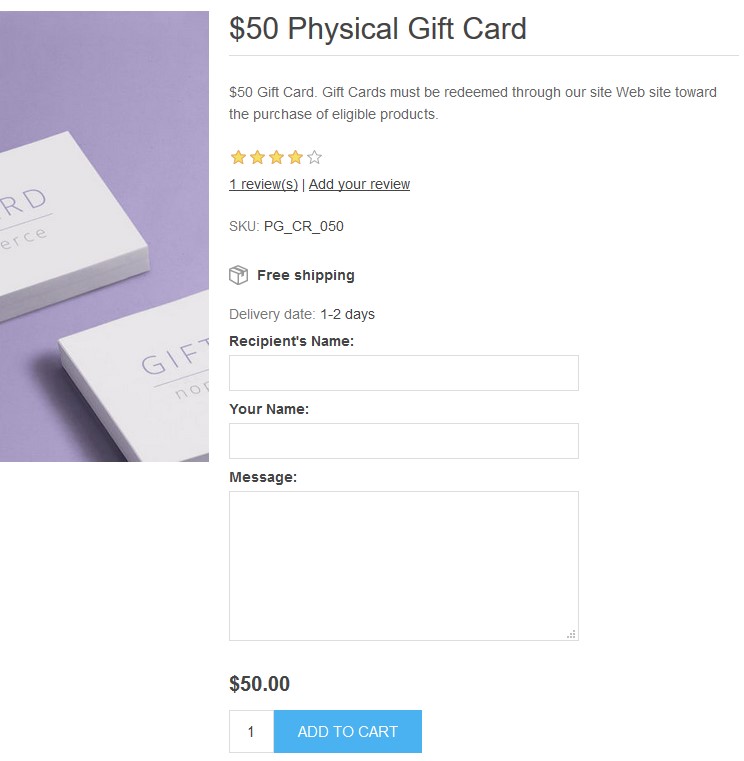 $50 Physical Gift Card
$50 Gift Card. Gift Cards must be redeemed through our site Web site toward
the purchase of eligible products.
1 review(s) | Add your review
SKU: PG_CR_050
Free shipping
Delivery date: 1-2 days
Recipient's Name:
Your Name:
Message:
$50.00
1 ADD TO CART
RD
erce
GIFT
nop